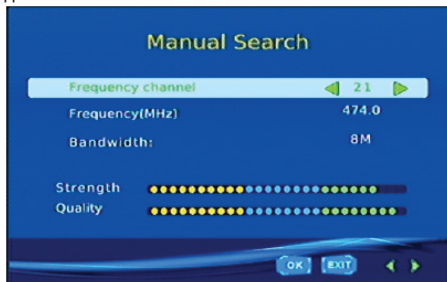 Manual Search
Frequency channel 21
Frequency(MHz) 474.0
Bandwidth: 8M
Strength
Quality
OK EXIT